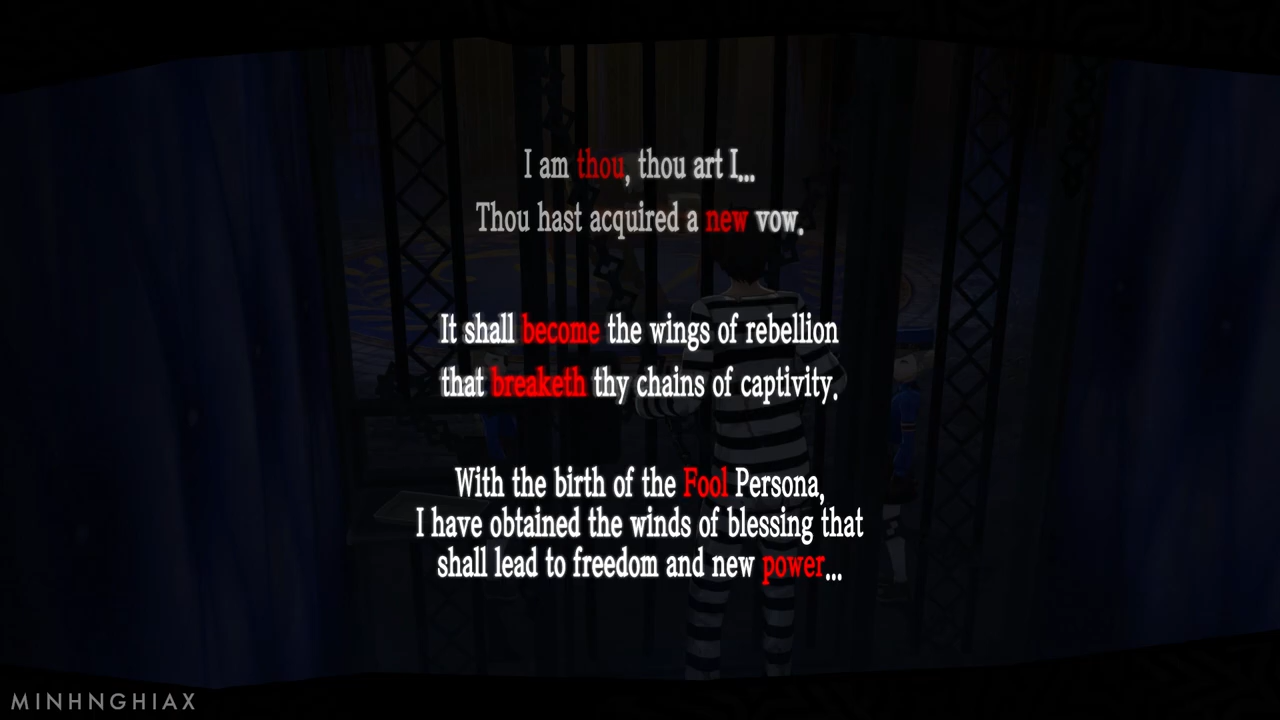 I am thou, thou art I...
Thou hast acquired a new vow.
It shall become the wings of rebellion
that breaketh thy chains of captivity.
With the birth of the Fool Persona,
I have obtained the winds of blessing that
shall lead to freedom and new power...
MINHNGHIAX